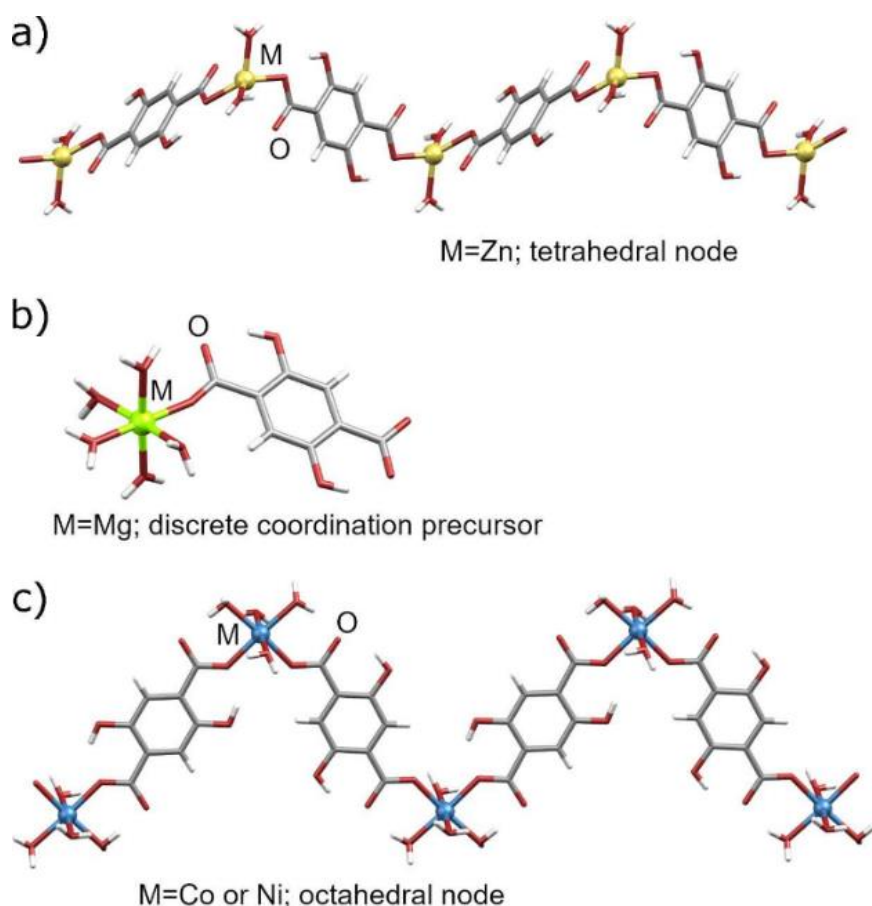 a)
M
O
M=Zn; tetrahedral node
b)
O
M
M=Mg; discrete coordination precursor
c)
M
O
M=Co or Ni; octahedral node